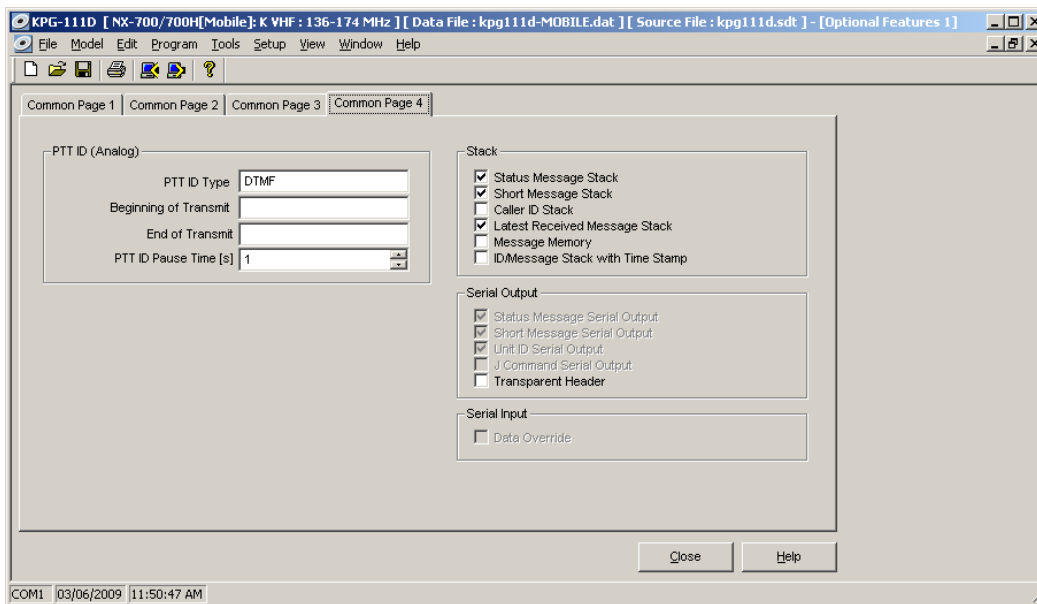 KPG-111D [ NX-700/700H[Mobile]: K VHF : 136-174 MHz ] [ Data File : kpg111d-MOBILE.dat ] [ Source File : kpg111d.sdt ] - [Optional Features 1]
File Model Edit Program Tools Setup View Window Help
Common Page 1 Common Page 2 Common Page 3 Common Page 4
PTT ID (Analog)
PTT ID Type DTMF
Beginning of Transmit
End of Transmit
PTT ID Pause Time [s] 1
Stack
Status Message Stack
Short Message Stack
Caller ID Stack
Latest Received Message Stack
Message Memory
ID/Message Stack with Time Stamp
Serial Output
Status Message Serial Output
Short Message Serial Output
Unit ID Serial Output
J Command Serial Output
Transparent Header
Serial Input
Data Override
Close Help
COM1 03/06/2009 11:50:47 AM